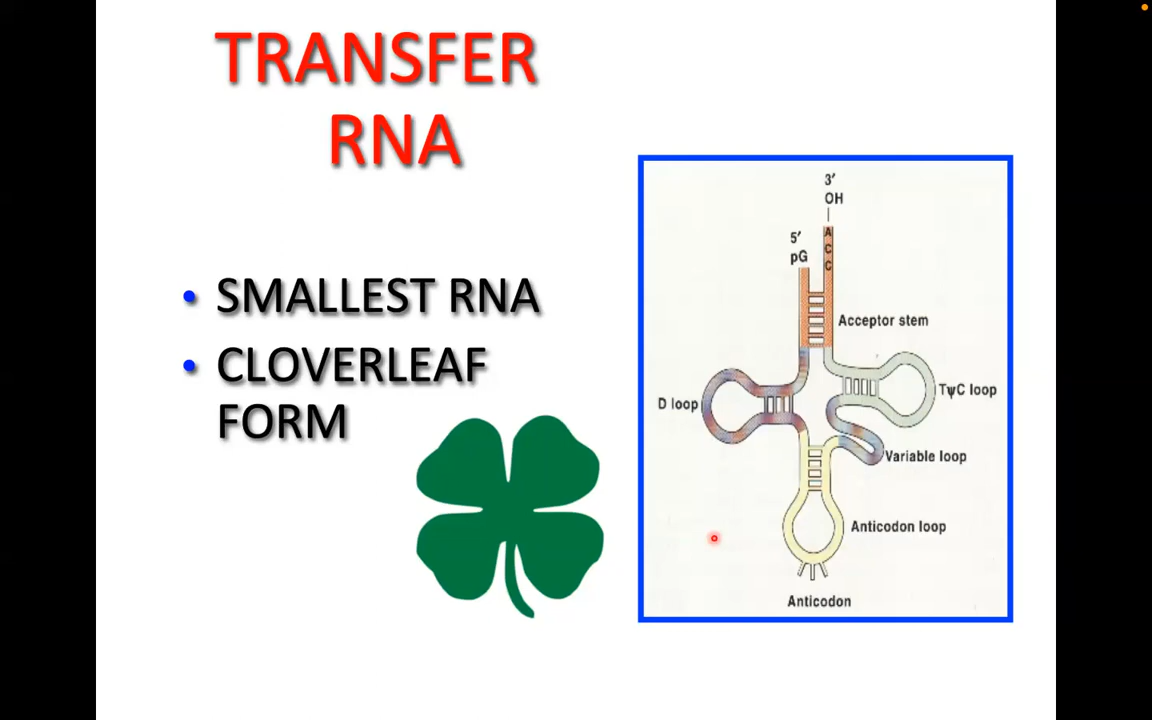 TRANSFER
RNA
• SMALLEST RNA
• CLOVERLEAF
FORM
3′
OH
A
C
C
5′
pG
Acceptor stem
D loop
TψC loop
Variable loop
Anticodon loop
Anticodon